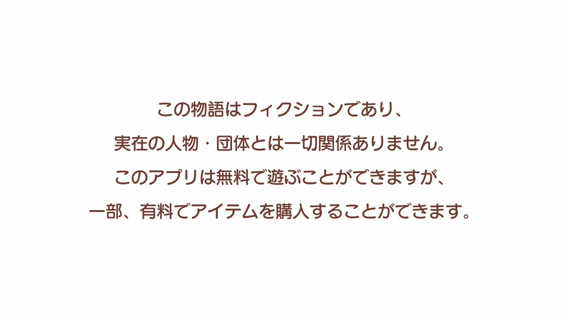 この物語はフィクションであり、
実在の人物・団体とは一切関係ありません。
このアプリは無料で遊ぶことができますが、
一部、有料でアイテムを購入することができます。